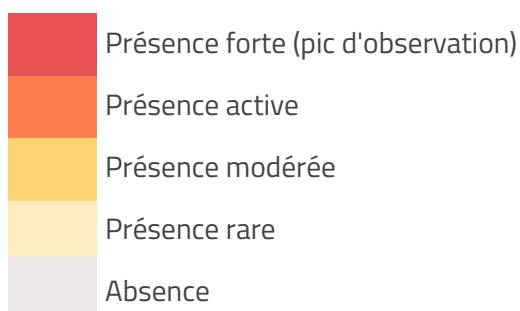 Présence forte (pic d'observation)
Présence active
Présence modérée
Présence rare
Absence